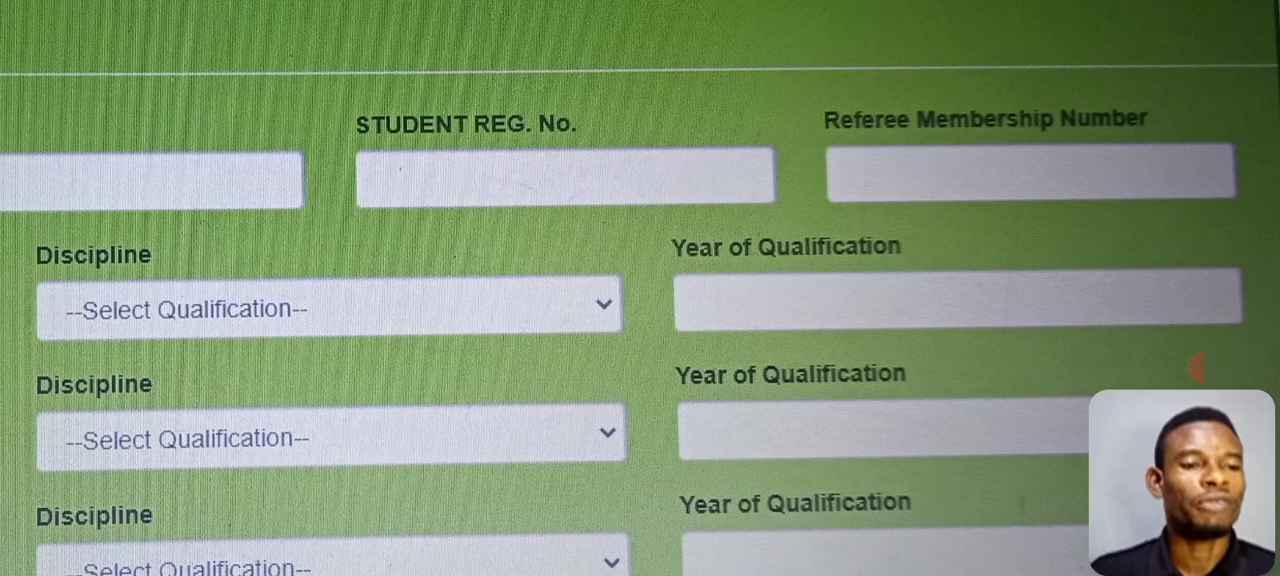 STUDENT REG. No.
Referee Membership Number
Discipline
Year of Qualification
--Select Qualification--
Discipline
Year of Qualification
--Select Qualification--
Discipline
Year of Qualification
--Select Qualification--